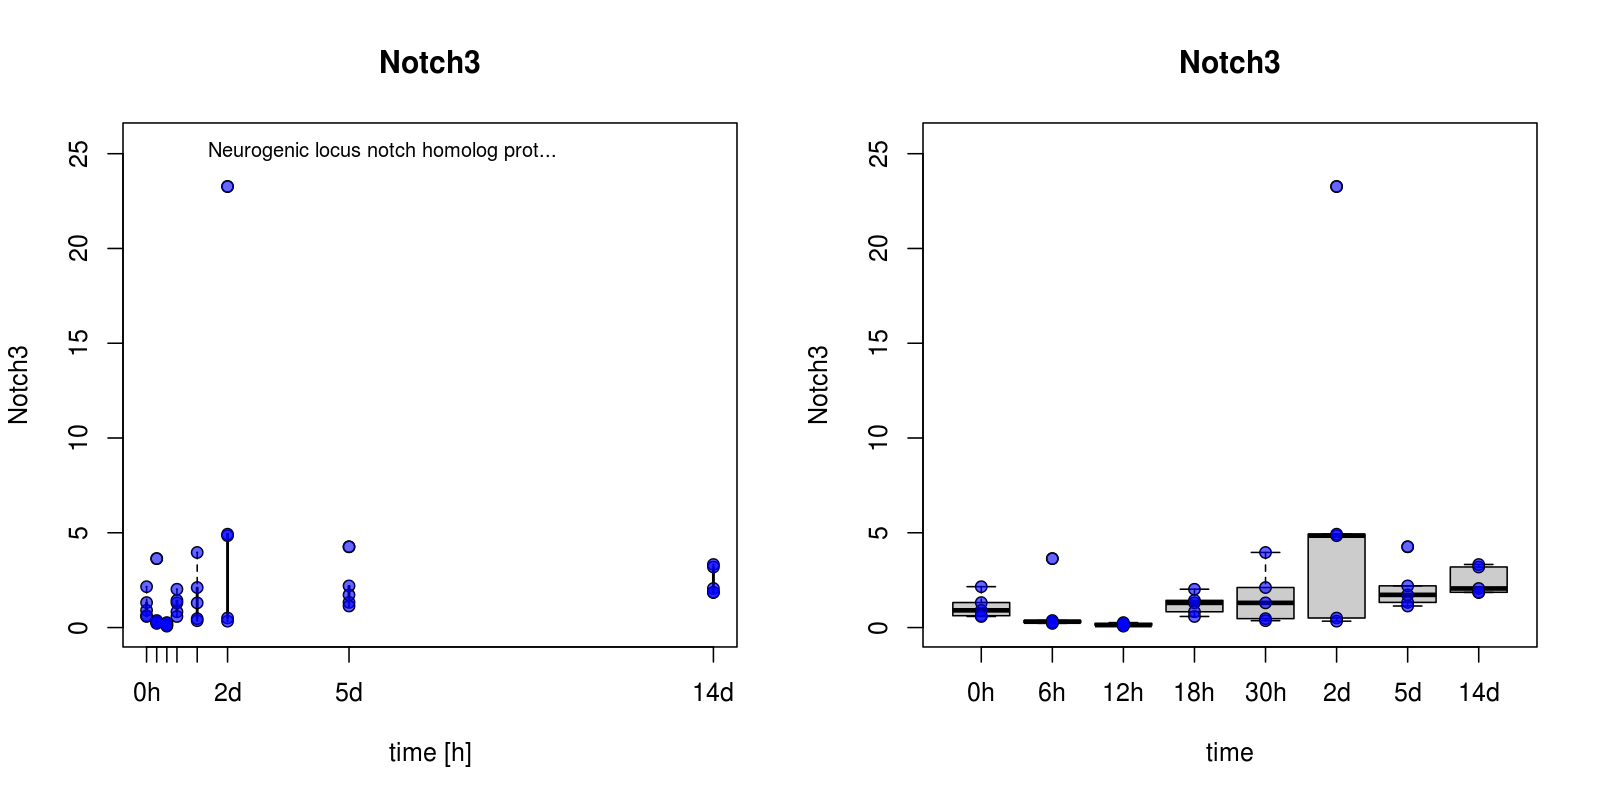 Notch3
Neurogenic locus notch homolog prot...
25
20
15
10
5
0
Notch3
0h 2d 5d 14d
time [h]
Notch3
25
20
15
10
5
0
Notch3
0h 6h 12h 18h 30h 2d 5d 14d
time